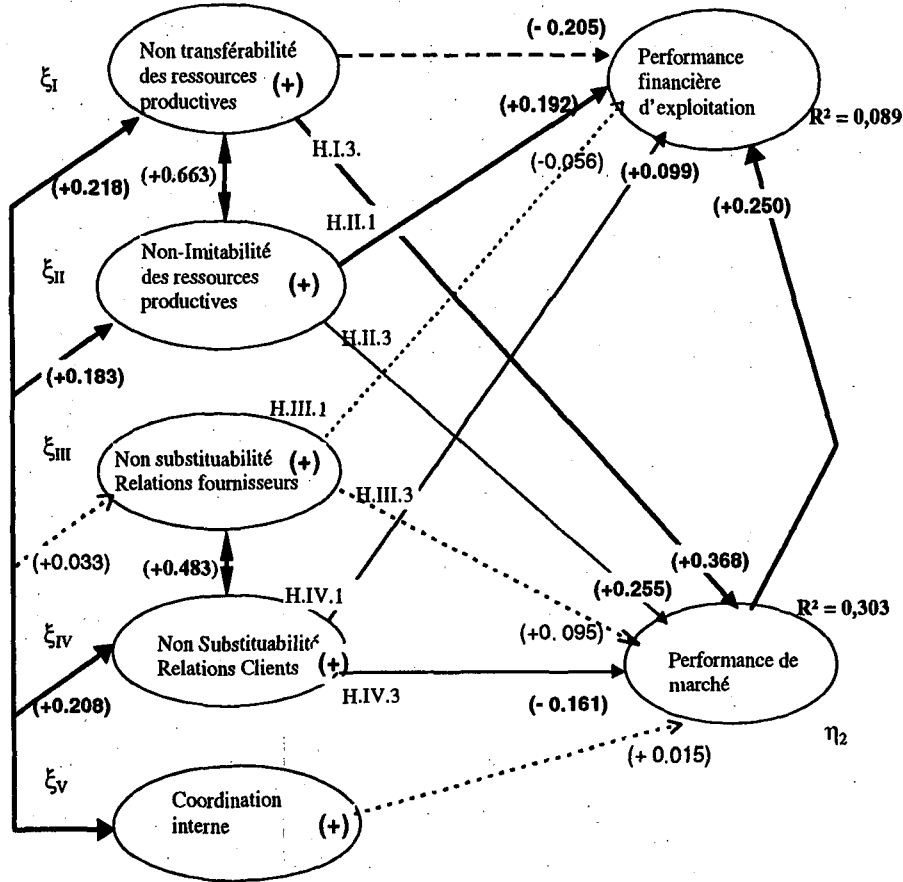 (- 0.205)
Non transférabilité
des ressources
productives (+)
ξI
Performance
financière
d'exploitation
R² = 0,089
(+0.192)
H.I.3.
(-0.056)
(+0.099)
(+0.218)
(+0.663)
(+0.250)
H.II.1
Non-Imitabilité
des ressources
productives (+)
ξII
H.II.3
(+0.183)
H.III.1
ξIII
Non substituabilité (+)
Relations fournisseurs
H.III.3
(+0.033)
(+0.483)
(+0.368)
(+0.255)
H.IV.1
R² = 0,303
ξIV
(+0.095)
Non Substituabilité
Relations Clients (+)
Performance de
marché
H.IV.3
(- 0.161)
(+0.208)
η2
(+ 0.015)
ξV
Coordination
interne (+)